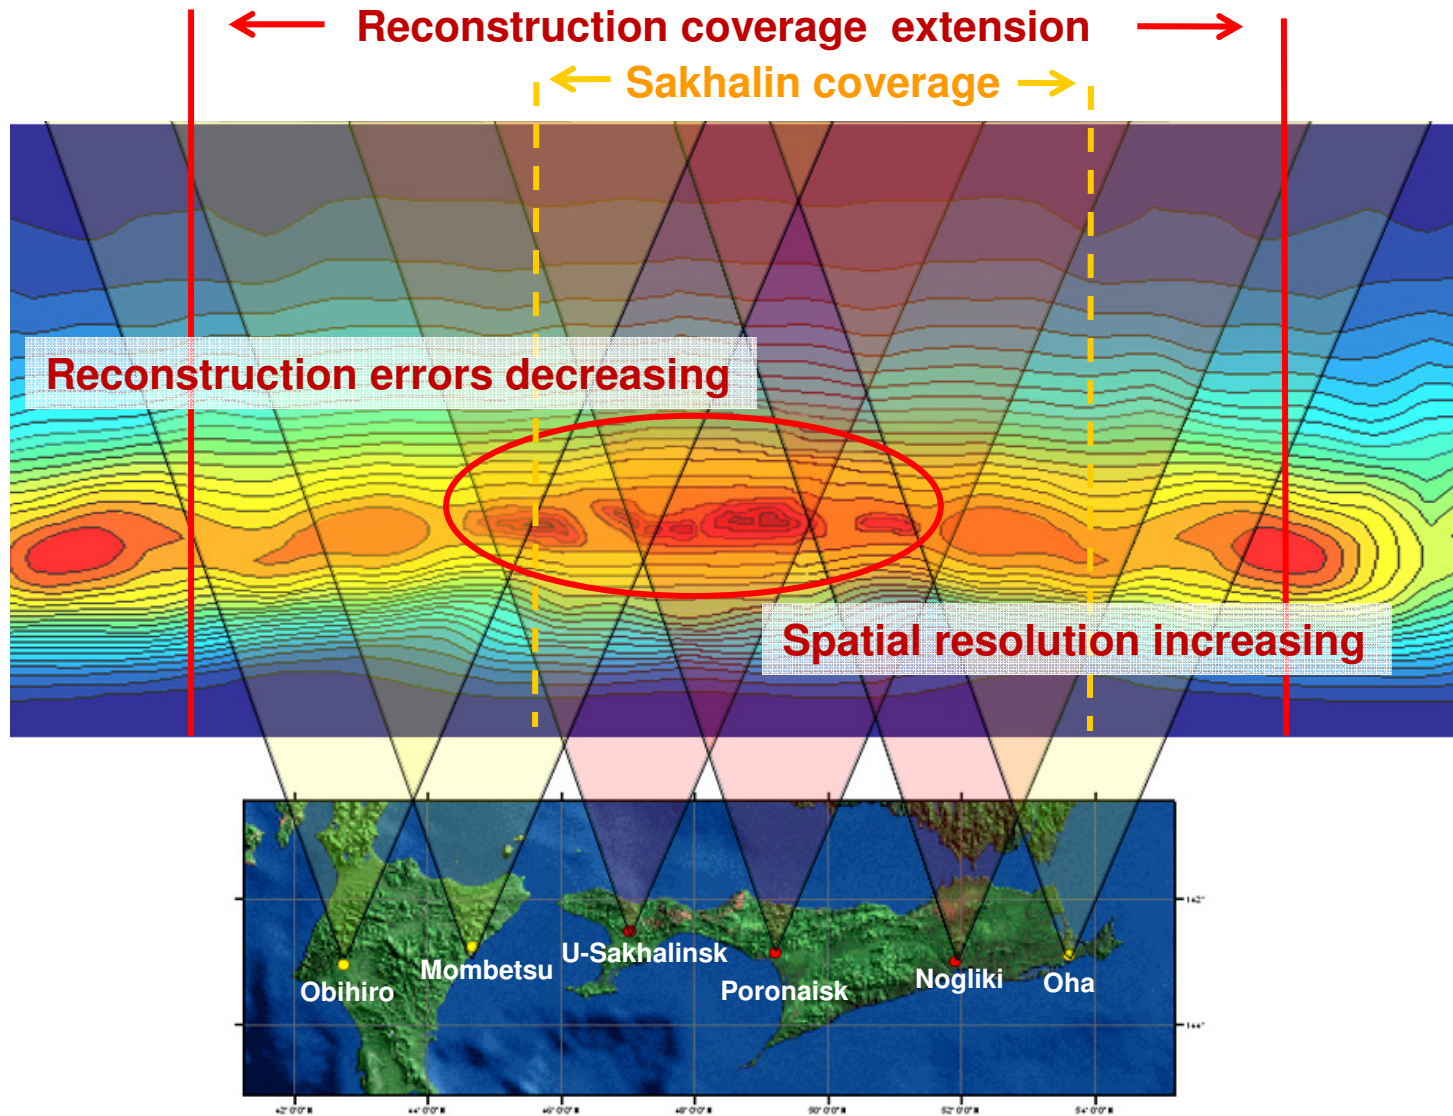 Reconstruction coverage extension
Sakhalin coverage
Reconstruction errors decreasing
Spatial resolution increasing
U-Sakhalinsk
Mombetsu
Poronaisk
Nogliki
Oha
Obihiro